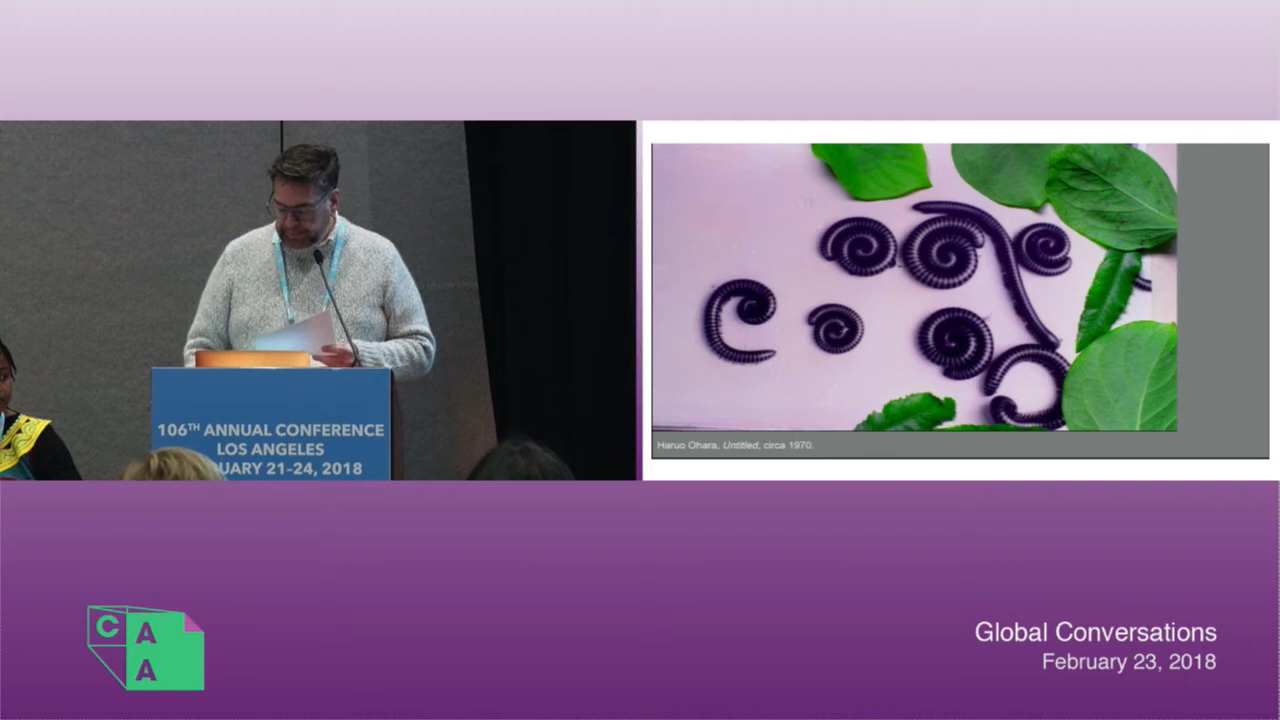 106TH ANNUAL CONFERENCE
LOS ANGELES
UARY 21-24, 2018
Haruo Ohara, Untitled, circa 1970.
C A
A
Global Conversations
February 23, 2018